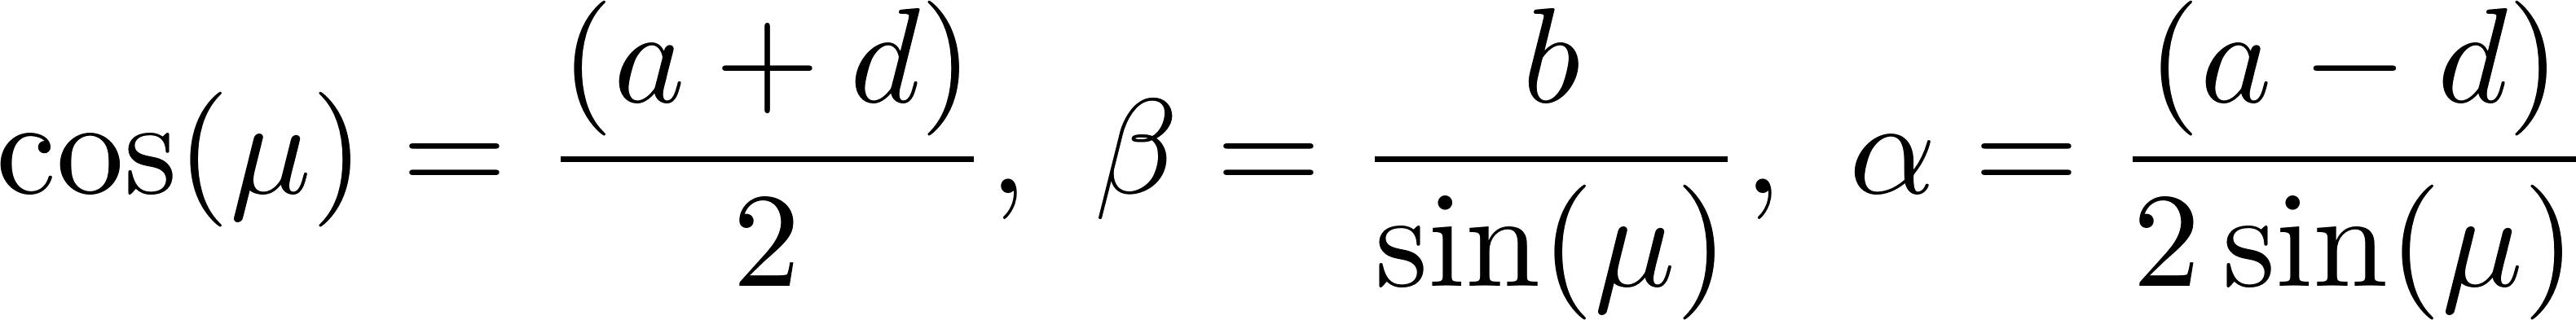 cos(μ) = (a + d)/2, β = b/sin(μ), α = (a − d)/2 sin(μ)